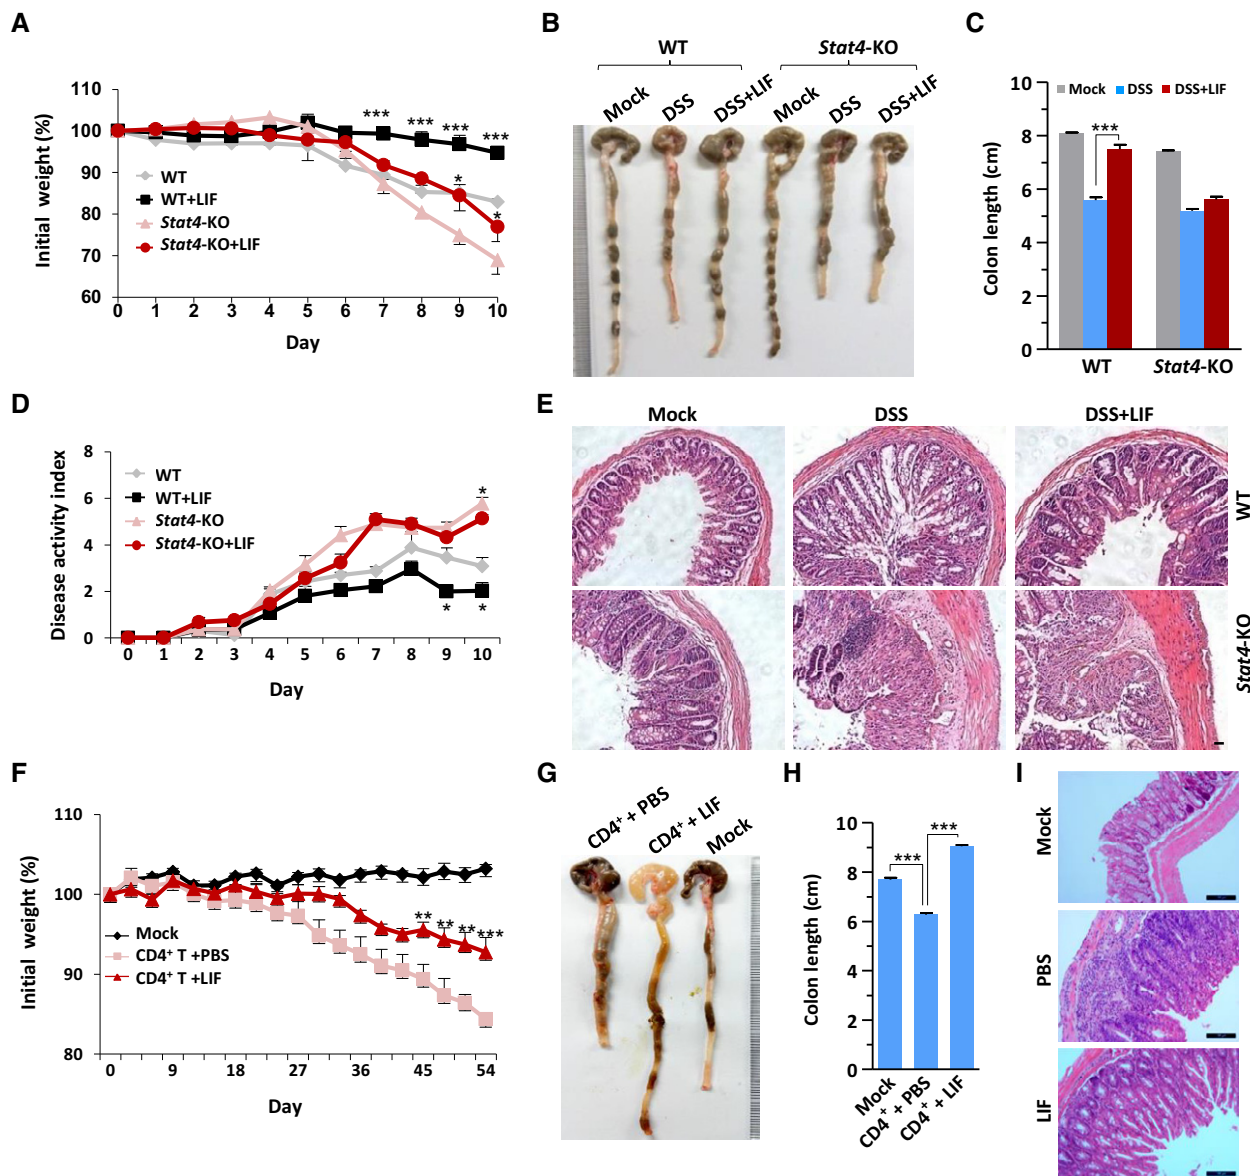 A
Initial weight (%)
110
100
90
80
70
60
WT
WT+LIF
Stat4-KO
Stat4-KO+LIF
***
***
***
***
*
*
0 1 2 3 4 5 6 7 8 9 10
Day
B
WT
Stat4-KO
Mock
DSS
DSS+LIF
Mock
DSS
DSS+LIF
C
Colon length (cm)
10
8
6
4
2
0
Mock DSS DSS+LIF
***
WT
Stat4-KO
D
Disease activity index
8
6
4
2
0
WT
WT+LIF
Stat4-KO
Stat4-KO+LIF
*
*
*
0 1 2 3 4 5 6 7 8 9 10
Day
E
Mock
DSS
DSS+LIF
WT
Stat4-KO
F
Initial weight (%)
110
100
90
80
Mock
CD4+ T +PBS
CD4+ T +LIF
**
**
**
***
0 9 18 27 36 45 54
Day
G
CD4+ + PBS
CD4+ + LIF
Mock
H
Colon length (cm)
10
8
6
4
2
0
***
***
Mock
CD4+ + PBS
CD4+ + LIF
I
Mock
PBS
LIF